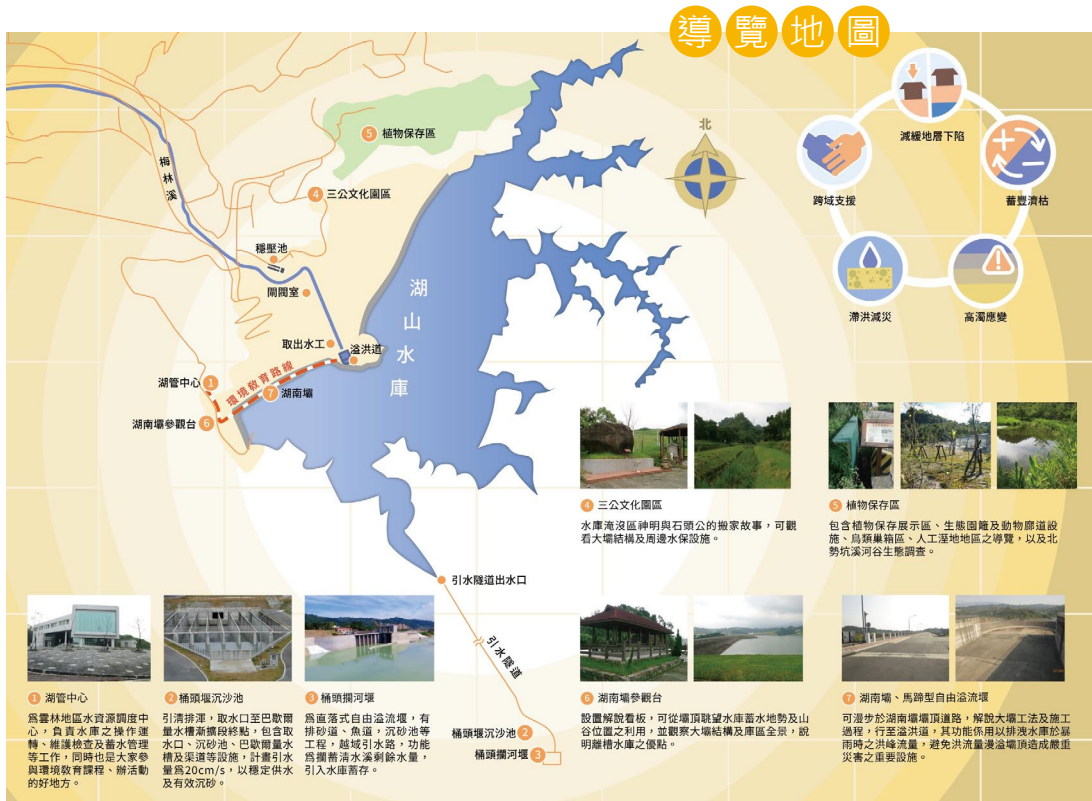 導覽地圖
減緩地層下陷
跨域支援
蓄豐濟枯
滯洪減災
高濁應變
北
梅林溪
5 植物保存區
4 三公文化園區
穩壓池
閘閥室
取出水工
溢洪道
湖山水庫
環境教育路線
湖管中心 1
7 湖南壩
湖南壩參觀台 6
引水隧道出水口
引水隧道
桶頭堰沉沙池 2
桶頭攔河堰 3
4 三公文化園區
水庫淹沒區神明與石頭公的搬家故事，可觀
看大壩結構及周邊水保設施。
5 植物保存區
包含植物保存展示區、生態園籬及動物廊道設
施、鳥類巢箱區、人工溼地地區之導覽，以及北
勢坑溪河谷生態調查。
1 湖管中心
為雲林地區水資源調度中
心，負責水庫之操作運
轉、維護檢查及蓄水管理
等工作，同時也是大家參
與環境敎育課程、辦活動
的好地方。
2 桶頭堰沉沙池
引清排渾，取水口至巴歇爾
量水槽漸擴段終點，包含取
水口、沉砂池、巴歇爾量水
槽及渠道等設施，計畫引水
量爲20cm/s，以穩定供水
及有效沉砂。
3 桶頭攔河堰
爲直落式自由溢流堰，有
排砂道、魚道，沉砂池等
工程，越域引水路，功能
爲攔蓄清水溪剩餘水量，
引入水庫蓄存。
6 湖南壩參觀台
設置解說看板，可從壩頂眺望水庫蓄水地勢及山
谷位置之利用，並觀察大壩結構及庫區全景，說
明離槽水庫之優點。
7 湖南壩、馬蹄型自由溢流堰
可漫步於湖南壩壩頂道路，解說大壩工法及施工
過程，行至溢洪道，其功能係用以排洩水庫於暴
雨時之洪峰流量，避免洪流量漫溢壩頂造成嚴重
災害之重要設施。